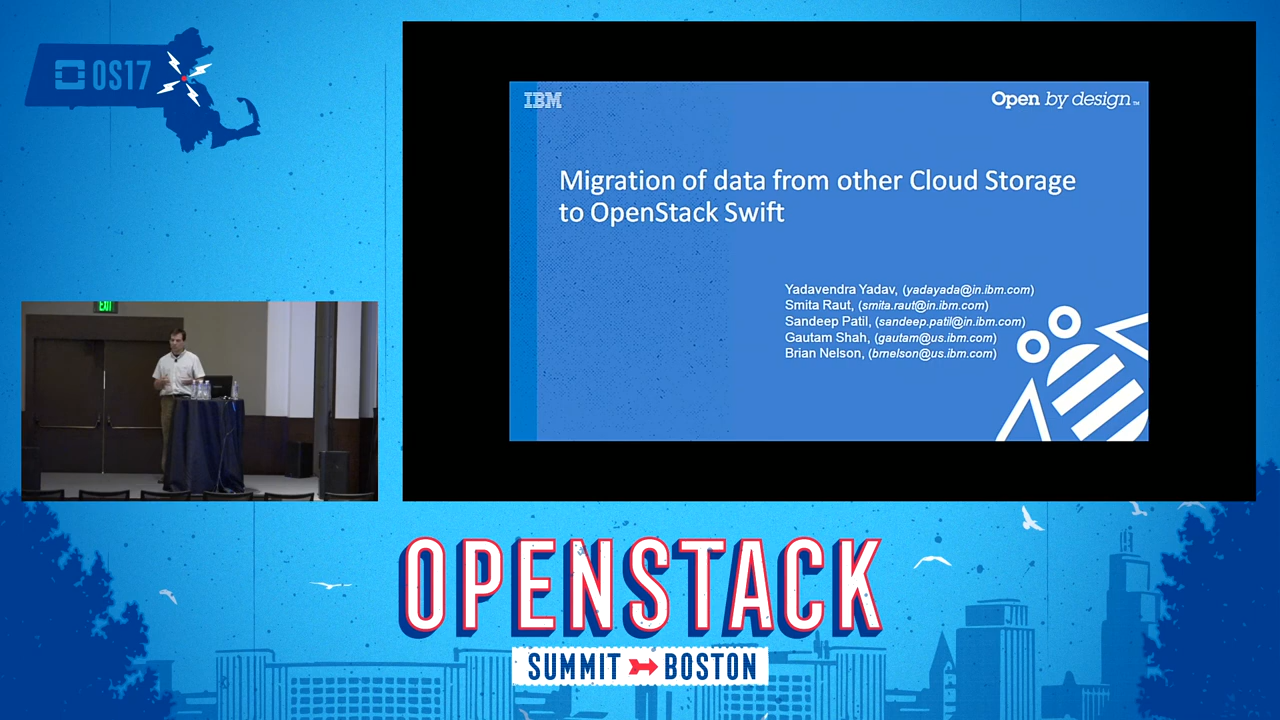 OS17
IBM
Open by design™
Migration of data from other Cloud Storage
to OpenStack Swift
Yadavendra Yadav, (yadayada@in.ibm.com)
Smita Raut, (smita.raut@in.ibm.com)
Sandeep Patil, (sandeep.patil@in.ibm.com)
Gautam Shah, (gautam@us.ibm.com)
Brian Nelson, (bmelson@us.ibm.com)
EXIT
OPENSTACK
SUMMIT BOSTON